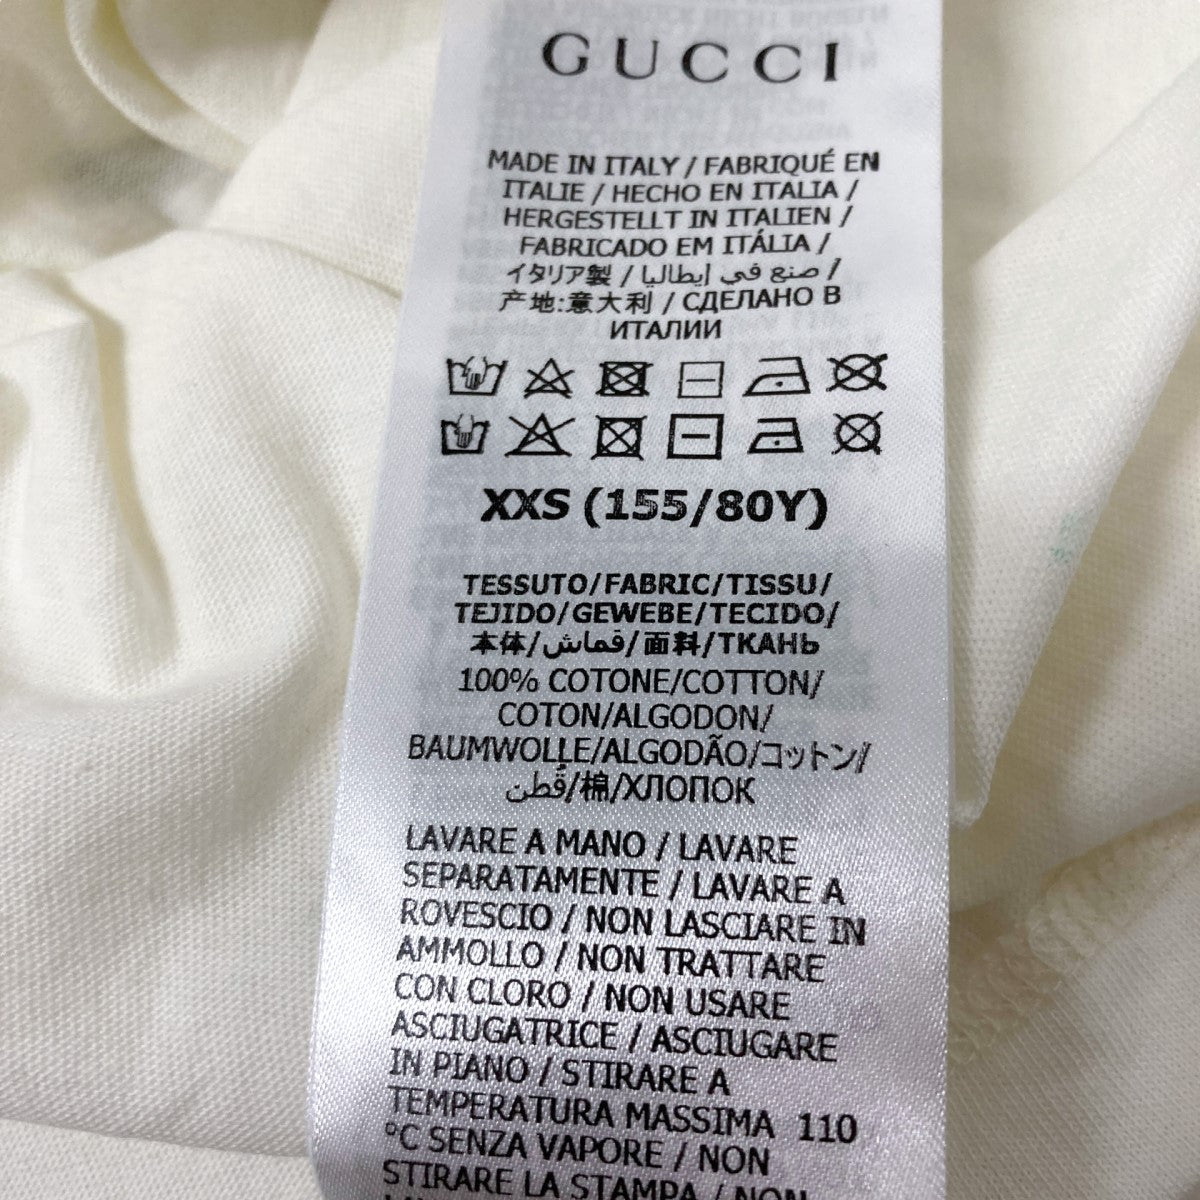 GUCCI
MADE IN ITALY / FABRIQUÉ EN
ITALIE / HECHO EN ITALIA /
HERGESTELLT IN ITALIEN /
FABRICADO EM ITÁLIA /
イタリア製 / صنع في إيطاليا /
产地:意大利 / СДЕЛАНО В
ИТАЛИИ
XXS (155/80Y)
TESSUTO/FABRIC/TISSU/
TEJIDO/GEWEBE/TECIDO/
本体/قماش/面料/ТКАНЬ
100% COTONE/COTTON/
COTON/ALGODON/
BAUMWOLLE/ALGODÃO/コットン/
قُطن/棉/ХЛОПОК
LAVARE A MANO / LAVARE
SEPARATAMENTE / LAVARE A
ROVESCIO / NON LASCIARE IN
AMMOLLO / NON TRATTARE
CON CLORO / NON USARE
ASCIUGATRICE / ASCIUGARE
IN PIANO / STIRARE A
TEMPERATURA MASSIMA 110
°C SENZA VAPORE / NON
STIRARE LA STAMPA / NON